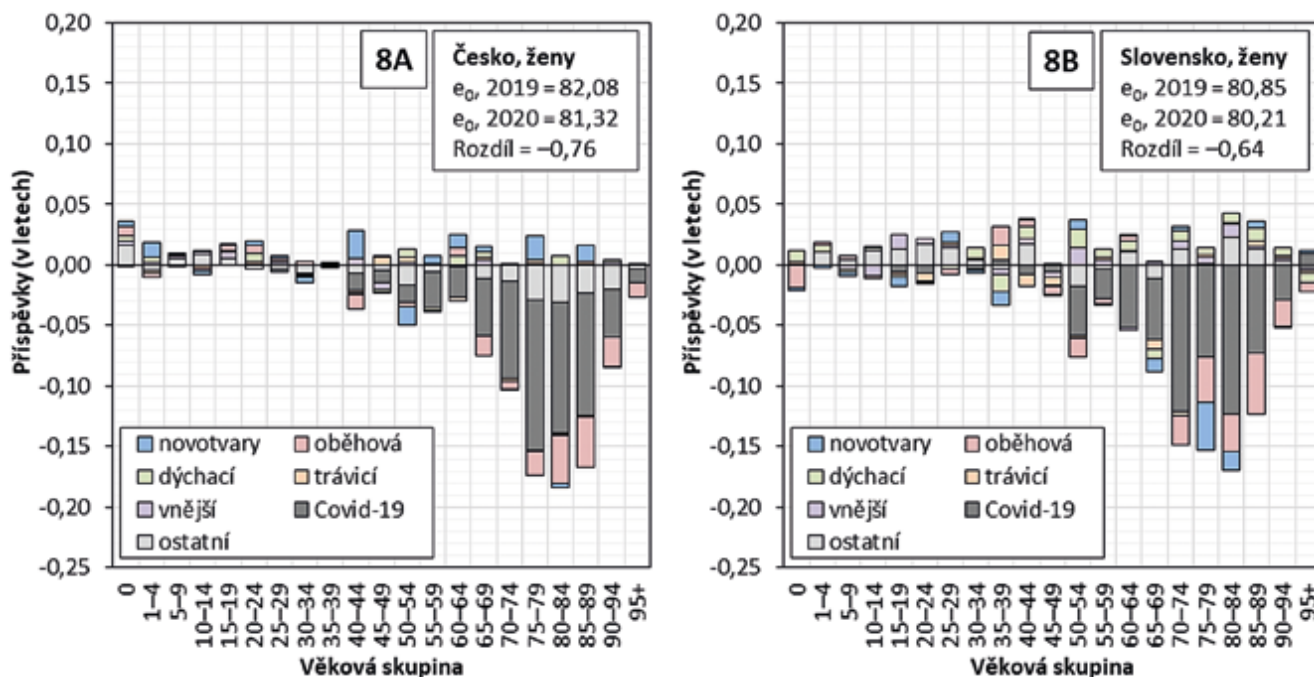 8A
Česko, ženy
e₀, 2019 = 82,08
e₀, 2020 = 81,32
Rozdíl = −0,76
Příspěvky (v letech)
0,20
0,15
0,10
0,05
0,00
-0,05
-0,10
-0,15
-0,20
-0,25
novotvary
oběhová
dýchací
trávicí
vnější
Covid-19
ostatní
0
1–4
5–9
10–14
15–19
20–24
25–29
30–34
35–39
40–44
45–49
50–54
55–59
60–64
65–69
70–74
75–79
80–84
85–89
90–94
95+
Věková skupina
8B
Slovensko, ženy
e₀, 2019 = 80,85
e₀, 2020 = 80,21
Rozdíl = −0,64
Příspěvky (v letech)
0,20
0,15
0,10
0,05
0,00
-0,05
-0,10
-0,15
-0,20
-0,25
novotvary
oběhová
dýchací
trávicí
vnější
Covid-19
ostatní
0
1–4
5–9
10–14
15–19
20–24
25–29
30–34
35–39
40–44
45–49
50–54
55–59
60–64
65–69
70–74
75–79
80–84
85–89
90–94
95+
Věková skupina